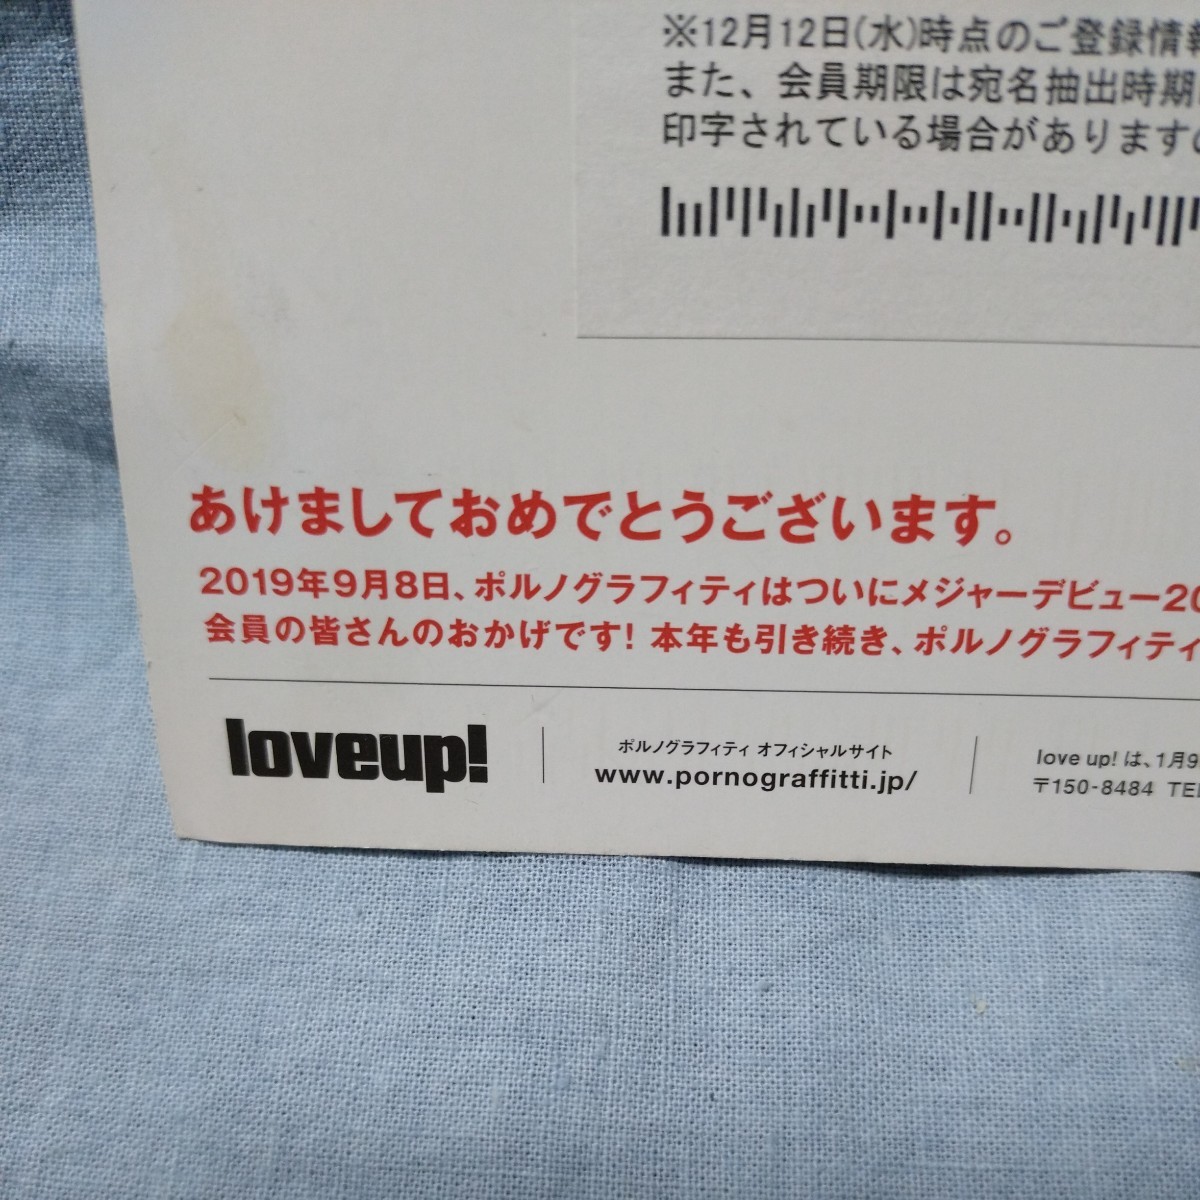 ※12月12日(水)時点のご登録情報
また、会員期限は宛名抽出時期
印字されている場合があります
あけましておめでとうございます。
2019年9月8日、ポルノグラフィティはついにメジャーデビュー20
会員の皆さんのおかげです! 本年も引き続き、ポルノグラフィティ
loveup!
ポルノグラフィティ オフィシャルサイト
www.pornograffitti.jp/
love up! は、1月9
〒150-8484 TEL